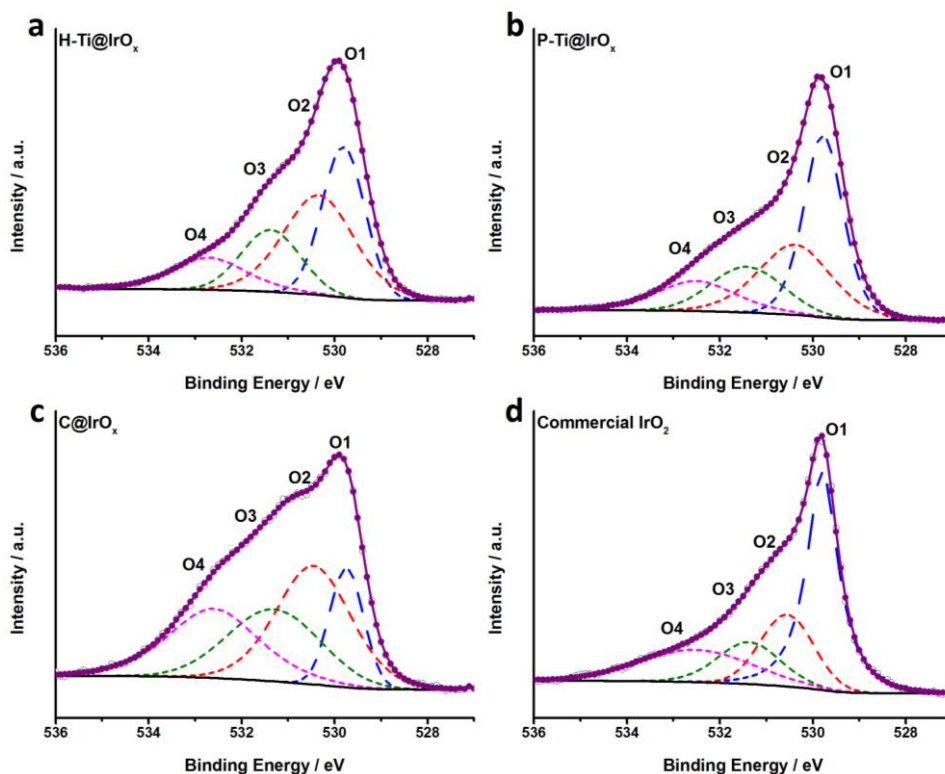 a
H-Ti@IrOₓ
O1
O2
O3
O4
Intensity / a.u.
536 534 532 530 528
Binding Energy / eV
b
P-Ti@IrOₓ
O1
O2
O3
O4
Intensity / a.u.
536 534 532 530 528
Binding Energy / eV
c
C@IrOₓ
O1
O2
O3
O4
Intensity / a.u.
536 534 532 530 528
Binding Energy / eV
d
Commercial IrO₂
O1
O2
O3
O4
Intensity / a.u.
536 534 532 530 528
Binding Energy / eV